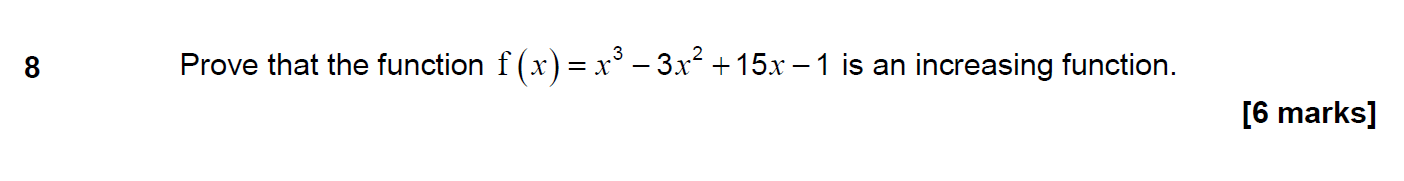 8 Prove that the function f(x) = x³ – 3x² + 15x – 1 is an increasing function.
[6 marks]